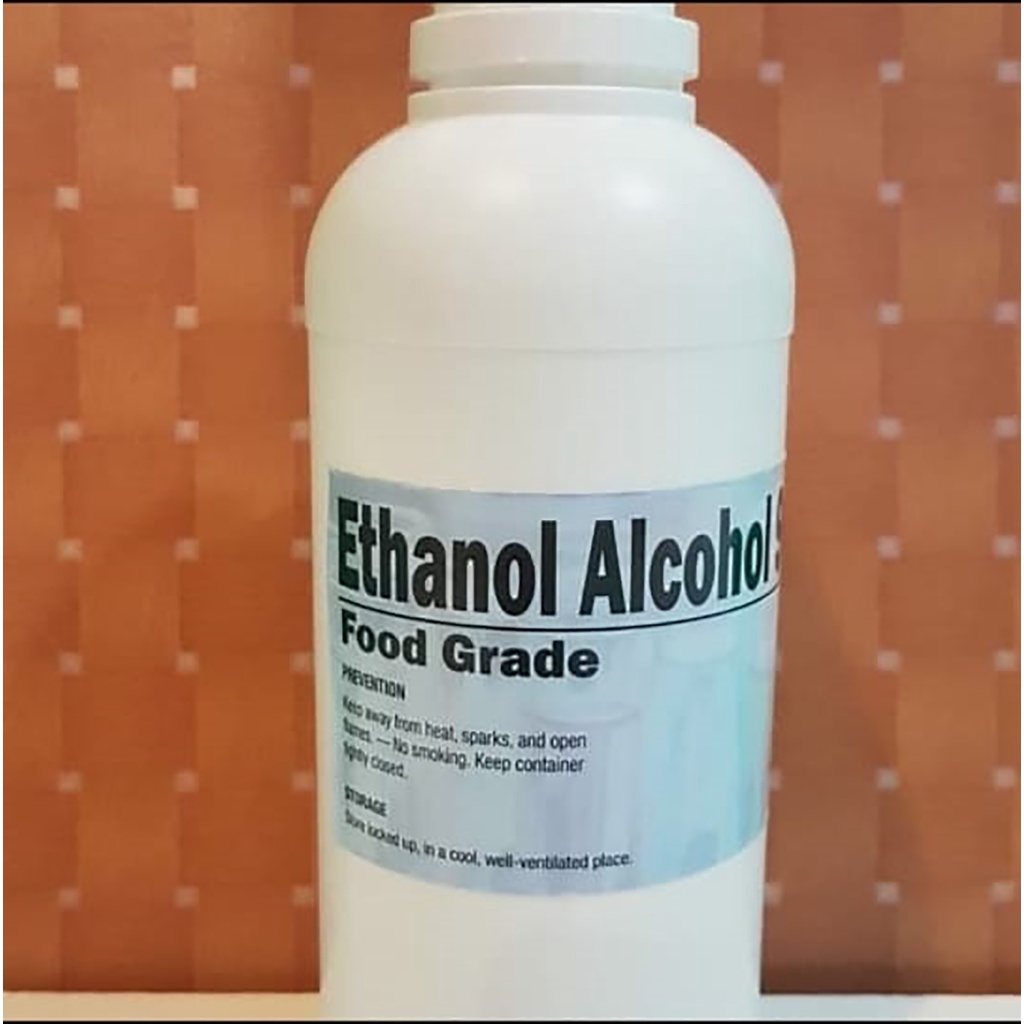 Ethanol Alcohol
Food Grade
PREVENTION
Keep away from heat, sparks, and open
flames. — No smoking. Keep container
tightly closed.
STORAGE
Store locked up, in a cool, well-ventilated place.